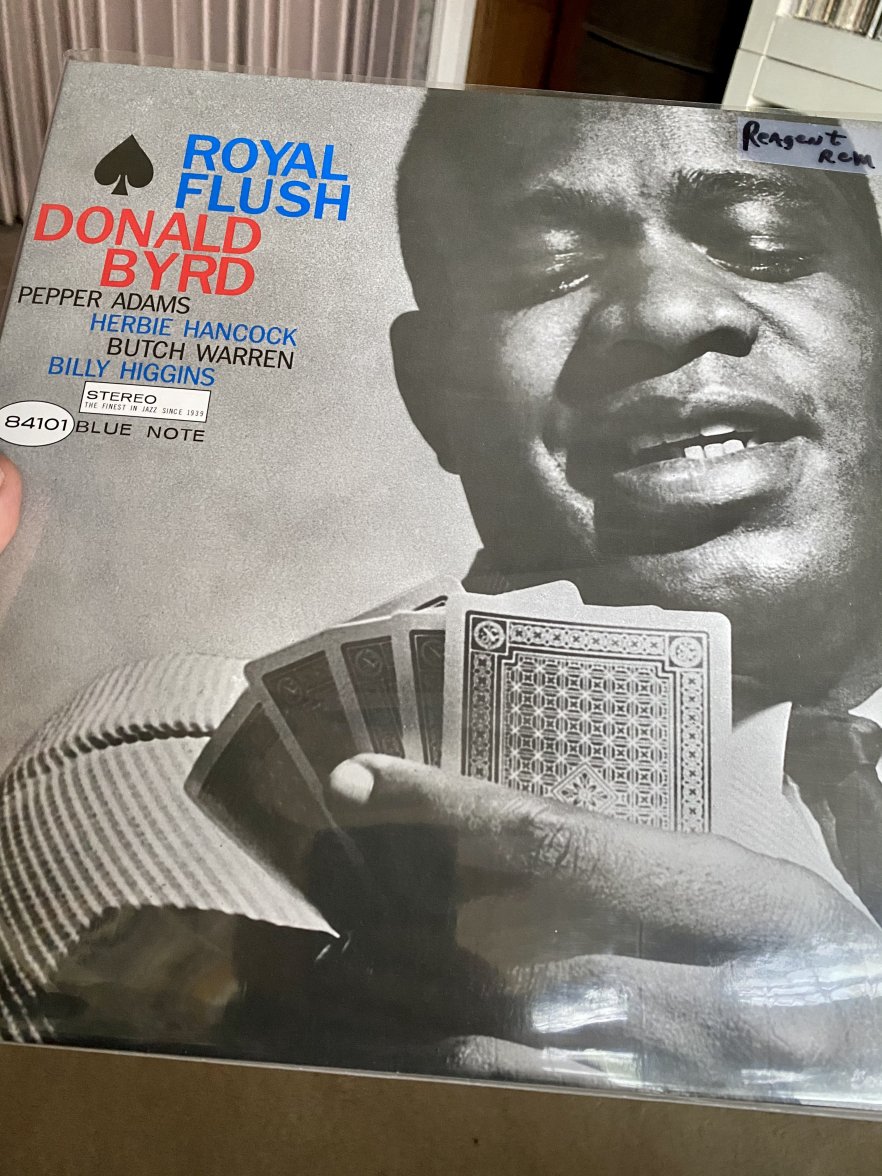 ROYAL
FLUSH
DONALD
BYRD
PEPPER ADAMS
HERBIE HANCOCK
BUTCH WARREN
BILLY HIGGINS
STEREO
THE FINEST IN JAZZ SINCE 1939
84101 BLUE NOTE
Reagent
RCM